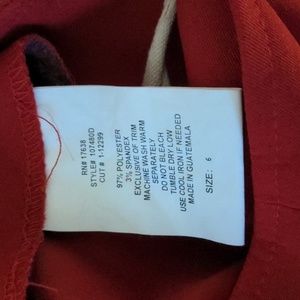 RN# 17638
STYLE# 107480D
CUT # 1-12299
97% POLYESTER
3% SPANDEX
EXCLUSIVE OF TRIM
MACHINE WASH WARM
SEPARATELY
DO NOT BLEACH
TUMBLE DRY LOW
USE COOL IRON IF NEEDED
MADE IN GUATEMALA
SIZE: 6